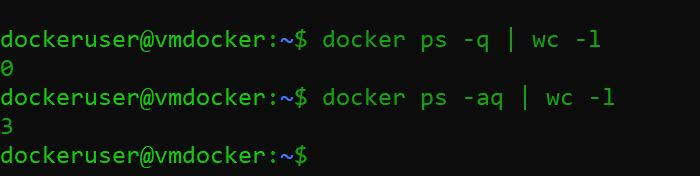 dockeruser@vmdocker:~$ docker ps -q | wc -l
0
dockeruser@vmdocker:~$ docker ps -aq | wc -l
3
dockeruser@vmdocker:~$